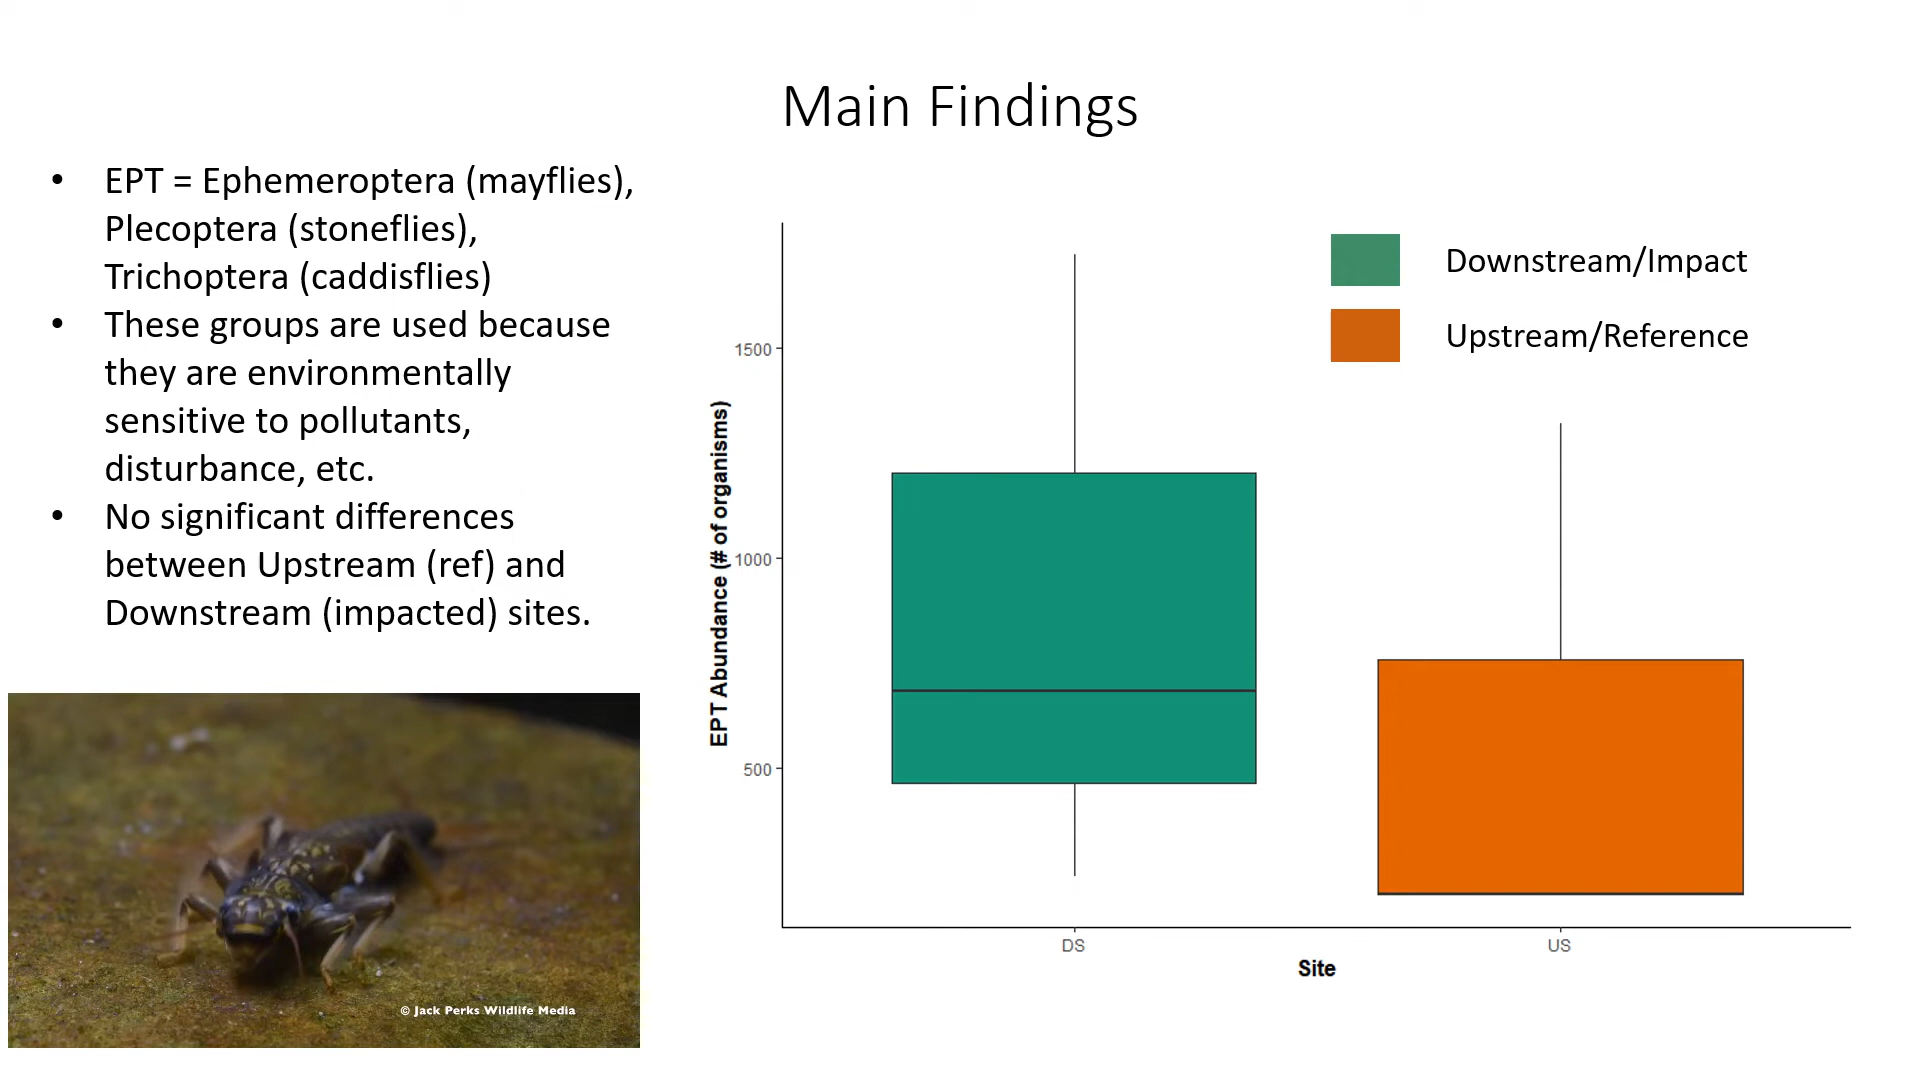 Main Findings
• EPT = Ephemeroptera (mayflies),
Plecoptera (stoneflies),
Trichoptera (caddisflies)
• These groups are used because
they are environmentally
sensitive to pollutants,
disturbance, etc.
• No significant differences
between Upstream (ref) and
Downstream (impacted) sites.
© Jack Perks Wildlife Media
Downstream/Impact
Upstream/Reference
EPT Abundance (# of organisms)
1500
1000
500
DS
US
Site